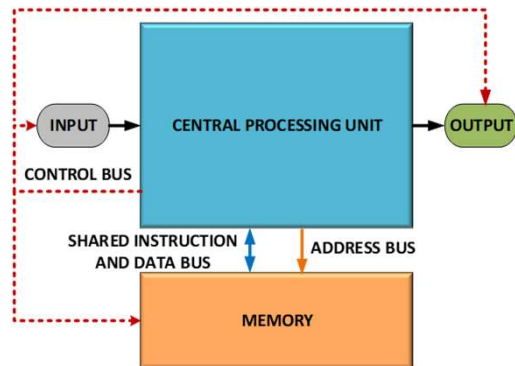 INPUT
CENTRAL PROCESSING UNIT
OUTPUT
CONTROL BUS
SHARED INSTRUCTION
AND DATA BUS
ADDRESS BUS
MEMORY